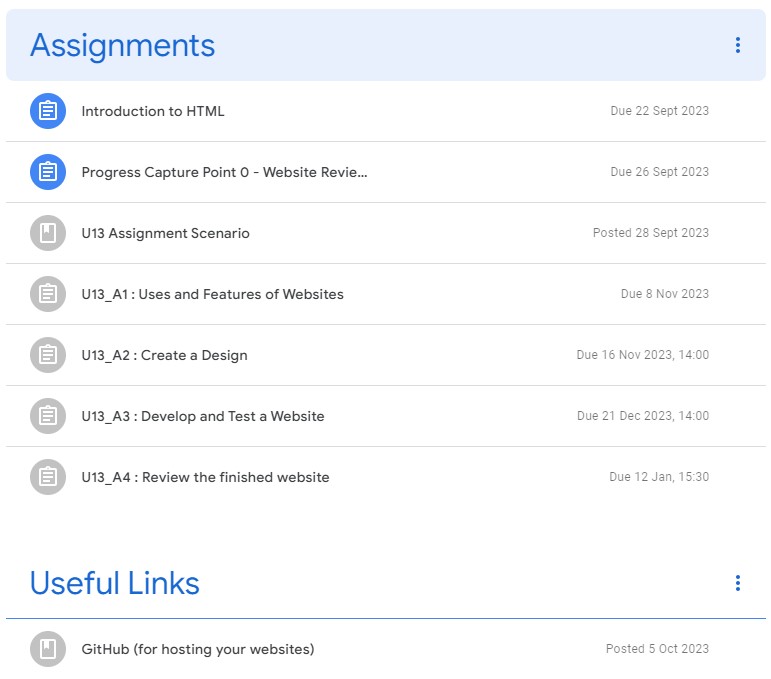 Assignments
Introduction to HTML Due 22 Sept 2023
Progress Capture Point 0 - Website Revie... Due 26 Sept 2023
U13 Assignment Scenario Posted 28 Sept 2023
U13_A1 : Uses and Features of Websites Due 8 Nov 2023
U13_A2 : Create a Design Due 16 Nov 2023, 14:00
U13_A3 : Develop and Test a Website Due 21 Dec 2023, 14:00
U13_A4 : Review the finished website Due 12 Jan, 15:30
Useful Links
GitHub (for hosting your websites) Posted 5 Oct 2023